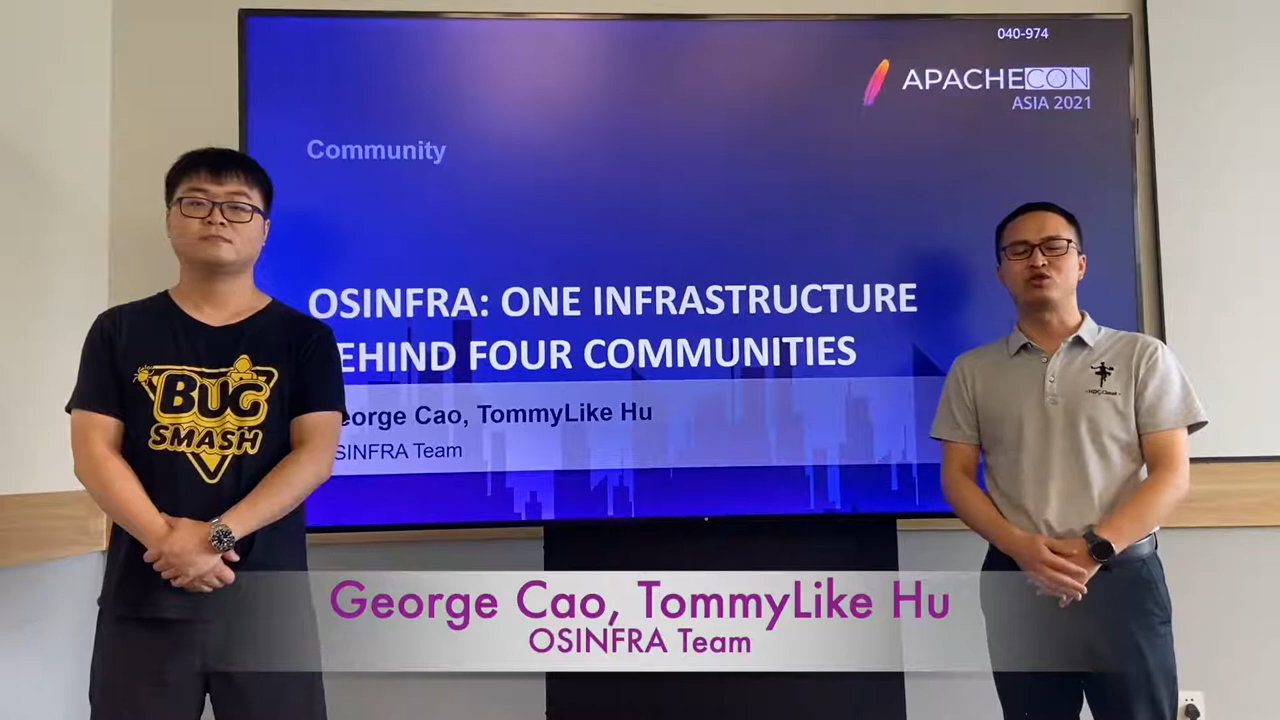 040-974
APACHECON
ASIA 2021
Community
OSINFRA: ONE INFRASTRUCTURE
EHIND FOUR COMMUNITIES
eorge Cao, TommyLike Hu
SINFRA Team
BUG
SMASH
George Cao, TommyLike Hu
OSINFRA Team